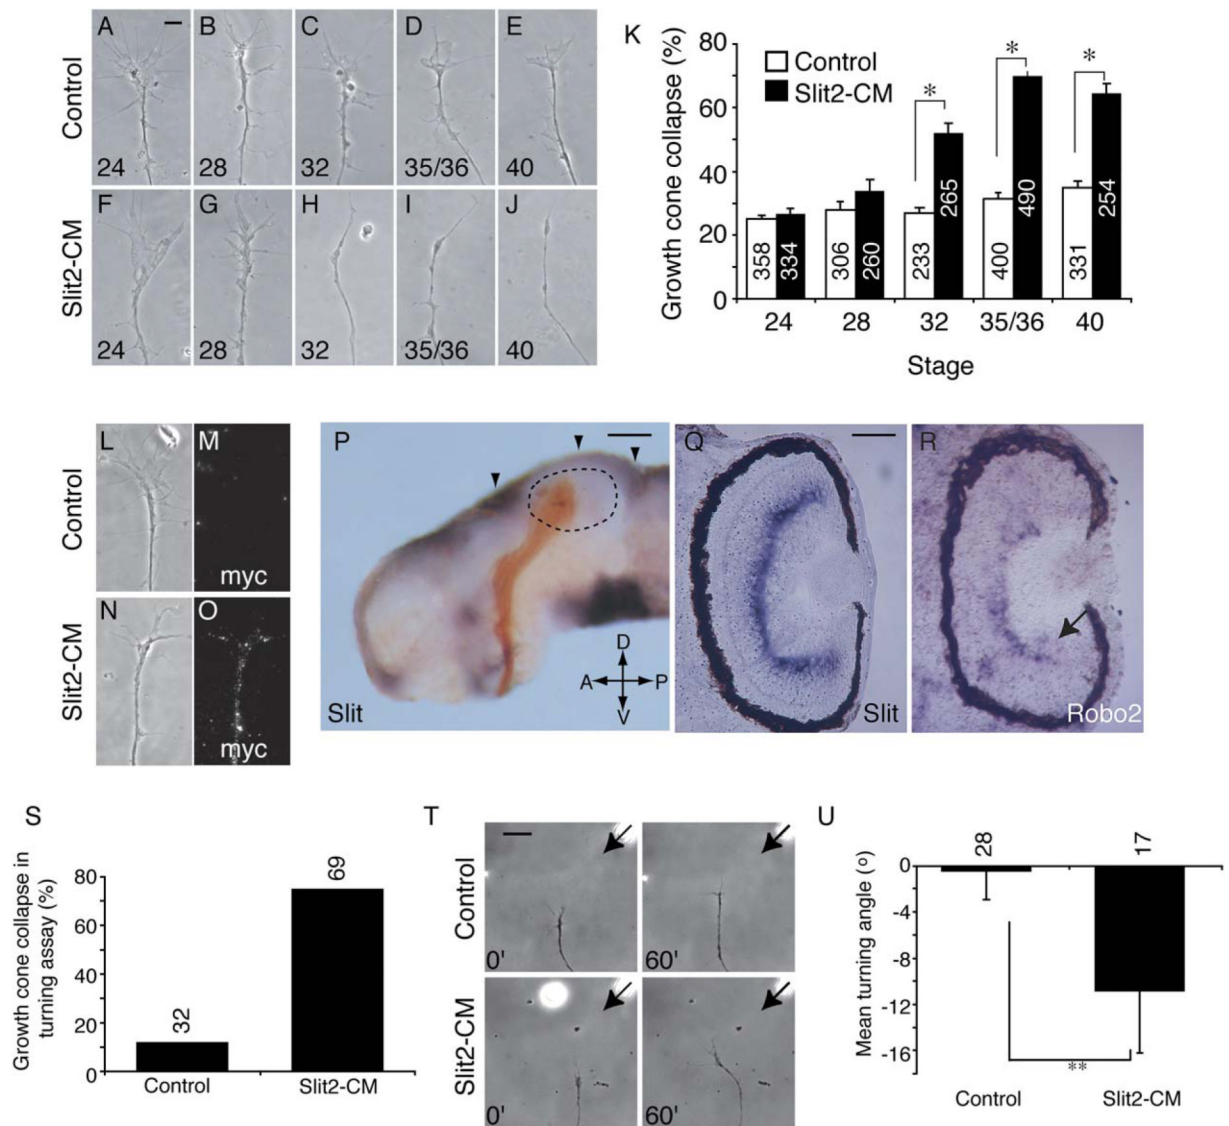 A B C D E
Control
24 28 32 35/36 40
F G H I J
Slit2-CM
24 28 32 35/36 40
K
Growth cone collapse (%)
80
60
40
20
0
Control
Slit2-CM
* * *
358 334 306 260 233 265 400 490 331 254
24 28 32 35/36 40
Stage
L M
Control
myc
N O
Slit2-CM
myc
P
D
A P
V
Slit
Q
Slit
R
Robo2
S
Growth cone collapse in
turning assay (%)
80
60
40
20
0
32 69
Control Slit2-CM
T
Control
0' 60'
Slit2-CM
0' 60'
U
28 17
Mean turning angle (o)
0
-4
-8
-12
-16
**
Control Slit2-CM